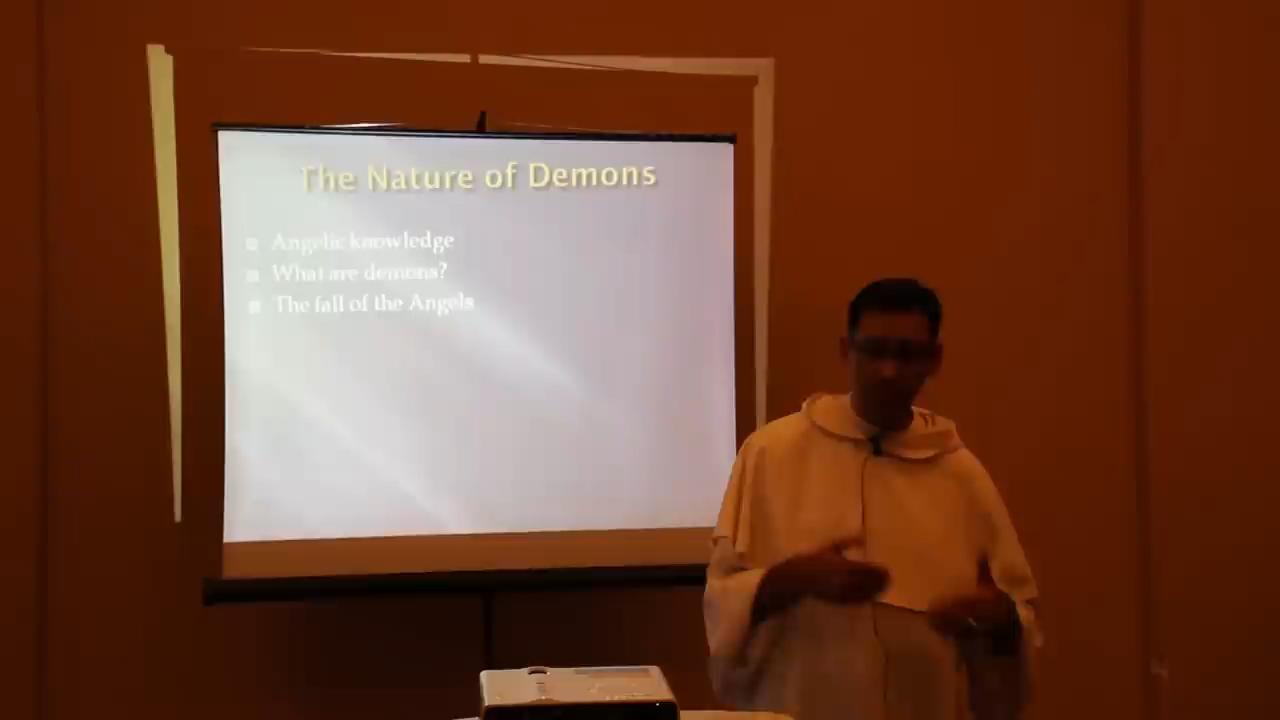 The Nature of Demons
Angelic knowledge
What are demons?
The fall of the Angels